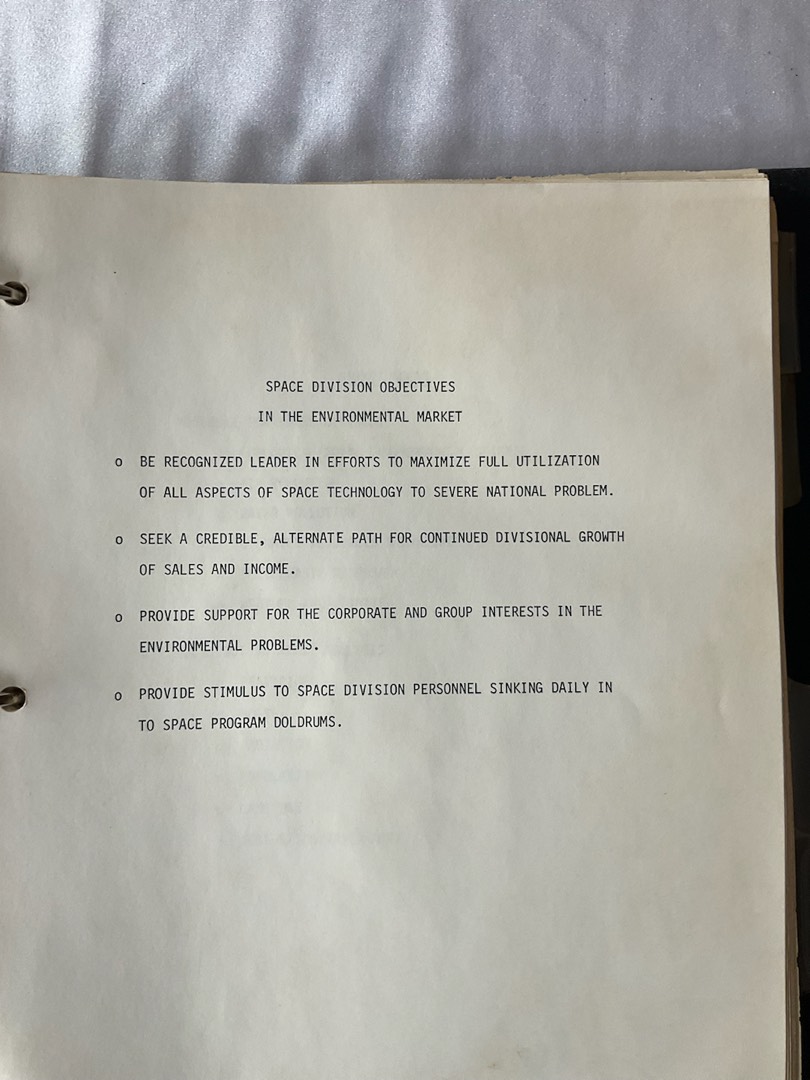 SPACE DIVISION OBJECTIVES
IN THE ENVIRONMENTAL MARKET
o BE RECOGNIZED LEADER IN EFFORTS TO MAXIMIZE FULL UTILIZATION
OF ALL ASPECTS OF SPACE TECHNOLOGY TO SEVERE NATIONAL PROBLEM.
o SEEK A CREDIBLE, ALTERNATE PATH FOR CONTINUED DIVISIONAL GROWTH
OF SALES AND INCOME.
o PROVIDE SUPPORT FOR THE CORPORATE AND GROUP INTERESTS IN THE
ENVIRONMENTAL PROBLEMS.
o PROVIDE STIMULUS TO SPACE DIVISION PERSONNEL SINKING DAILY IN
TO SPACE PROGRAM DOLDRUMS.